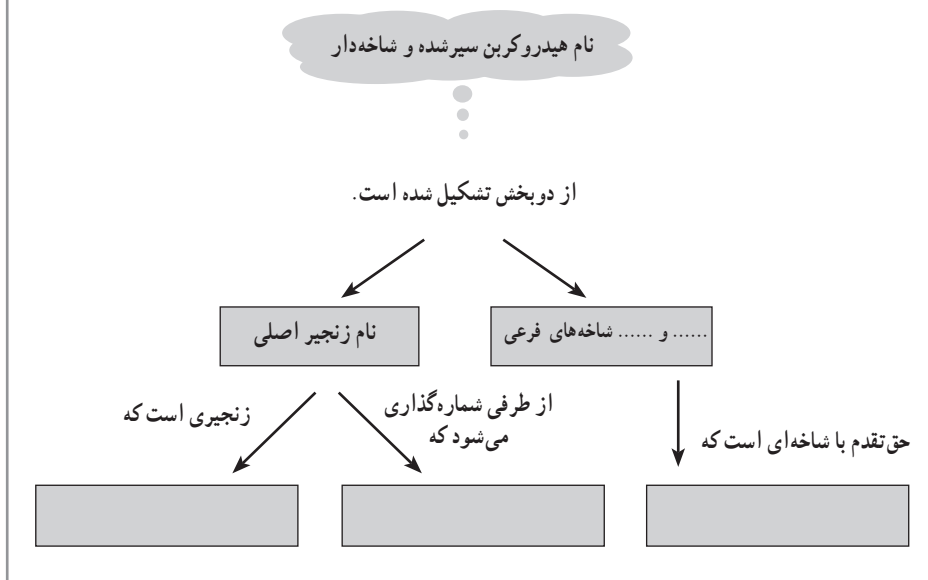 نام هیدروکربن سیرشده و شاخه‌دار
از دوبخش تشکیل شده است.
...... و ...... شاخه‌های فرعی
نام زنجیر اصلی
از طرفی شماره‌گذاری
می‌شود که
زنجیری است که
حق‌تقدم با شاخه‌ای است که